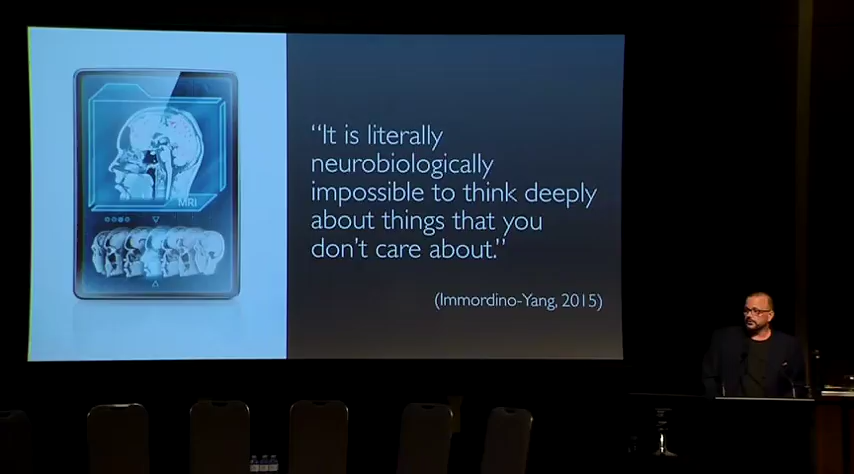 MRI
“It is literally
neurobiologically
impossible to think deeply
about things that you
don’t care about.”
(Immordino-Yang, 2015)